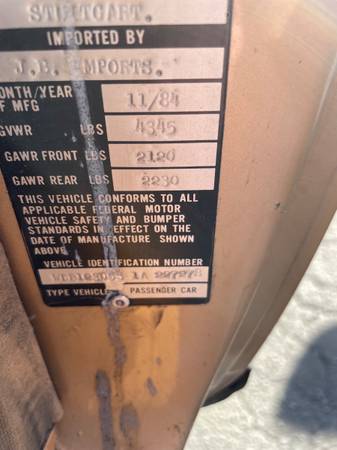 IMPORTED BY
J.B. IMPORTS.
MONTH/YEAR 11/84
OF MFG
GVWR LBS 4345
GAWR FRONT LBS 2120
GAWR REAR LBS 2230
THIS VEHICLE CONFORMS TO ALL
APPLICABLE FEDERAL MOTOR
VEHICLE SAFETY AND BUMPER
STANDARDS IN EFFECT ON THE
DATE OF MANUFACTURE SHOWN
ABOVE.
VEHICLE IDENTIFICATION NUMBER
1A
TYPE VEHICLE PASSENGER CAR